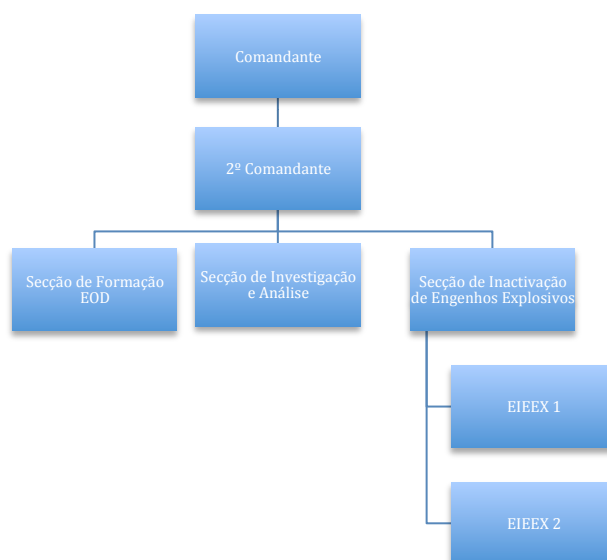 Comandante
2º Comandante
Secção de Formação
EOD
Secção de Investigação
e Análise
Secção de Inactivação
de Engenhos Explosivos
EIEEX 1
EIEEX 2